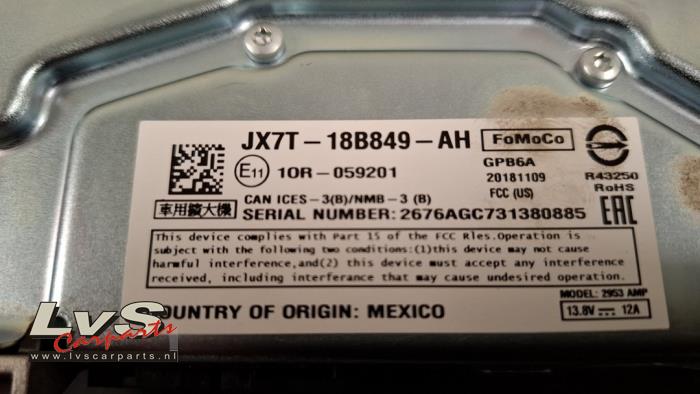 JX7T-18B849-AH FoMoCo
E11 10R-059201 GPB6A
20181109
FCC (US)
R43250
RoHS
車用擴大機 CAN ICES-3(B)/NMB-3 (B)
SERIAL NUMBER: 2676AGC731380885 EAC
This device complies with Part 15 of the FCC Rles.Operation is
subject with the following two conditions:(1)this device may not cause
harmful interference,and(2) this device must accept any interference
received, including interference that may cause undesired operation.
MODEL: 2953 AMP
OUNTRY OF ORIGIN: MEXICO 13.8V 12A
LvS
Carparts
www.lvscarparts.nl